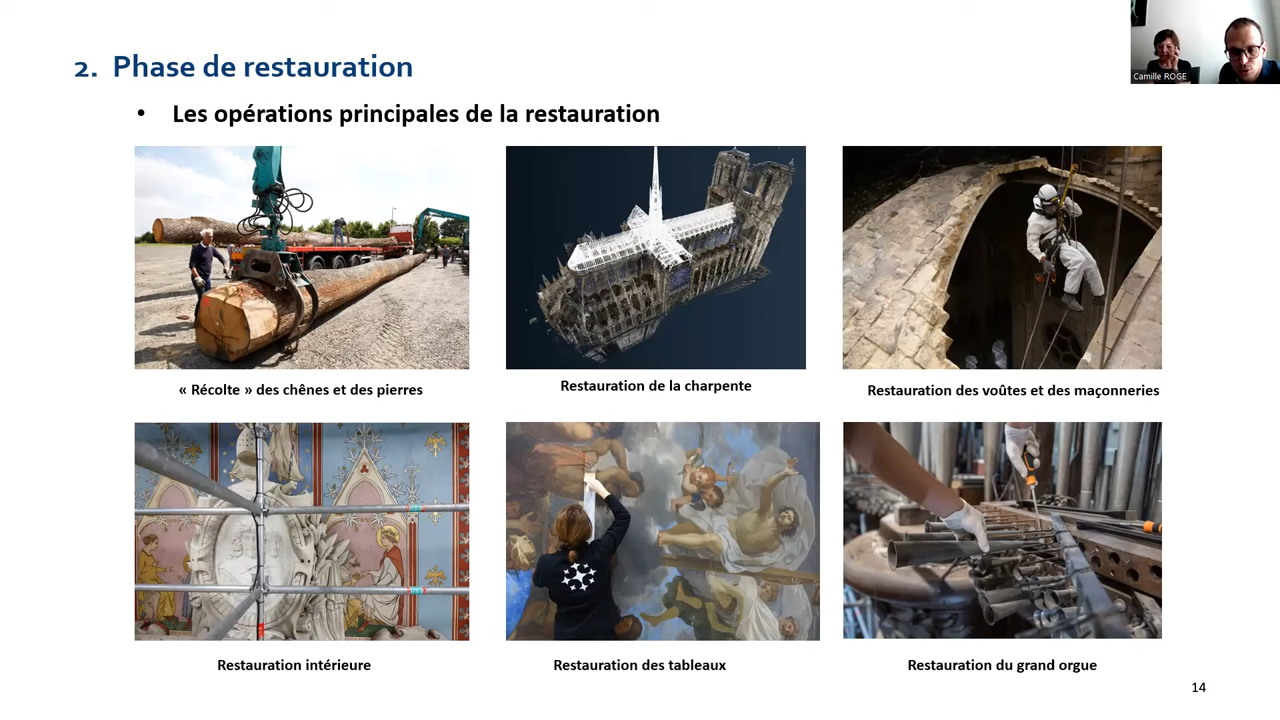 2. Phase de restauration
Camille ROGE
• Les opérations principales de la restauration
« Récolte » des chênes et des pierres
Restauration de la charpente
Restauration des voûtes et des maçonneries
Restauration intérieure
Restauration des tableaux
Restauration du grand orgue
14